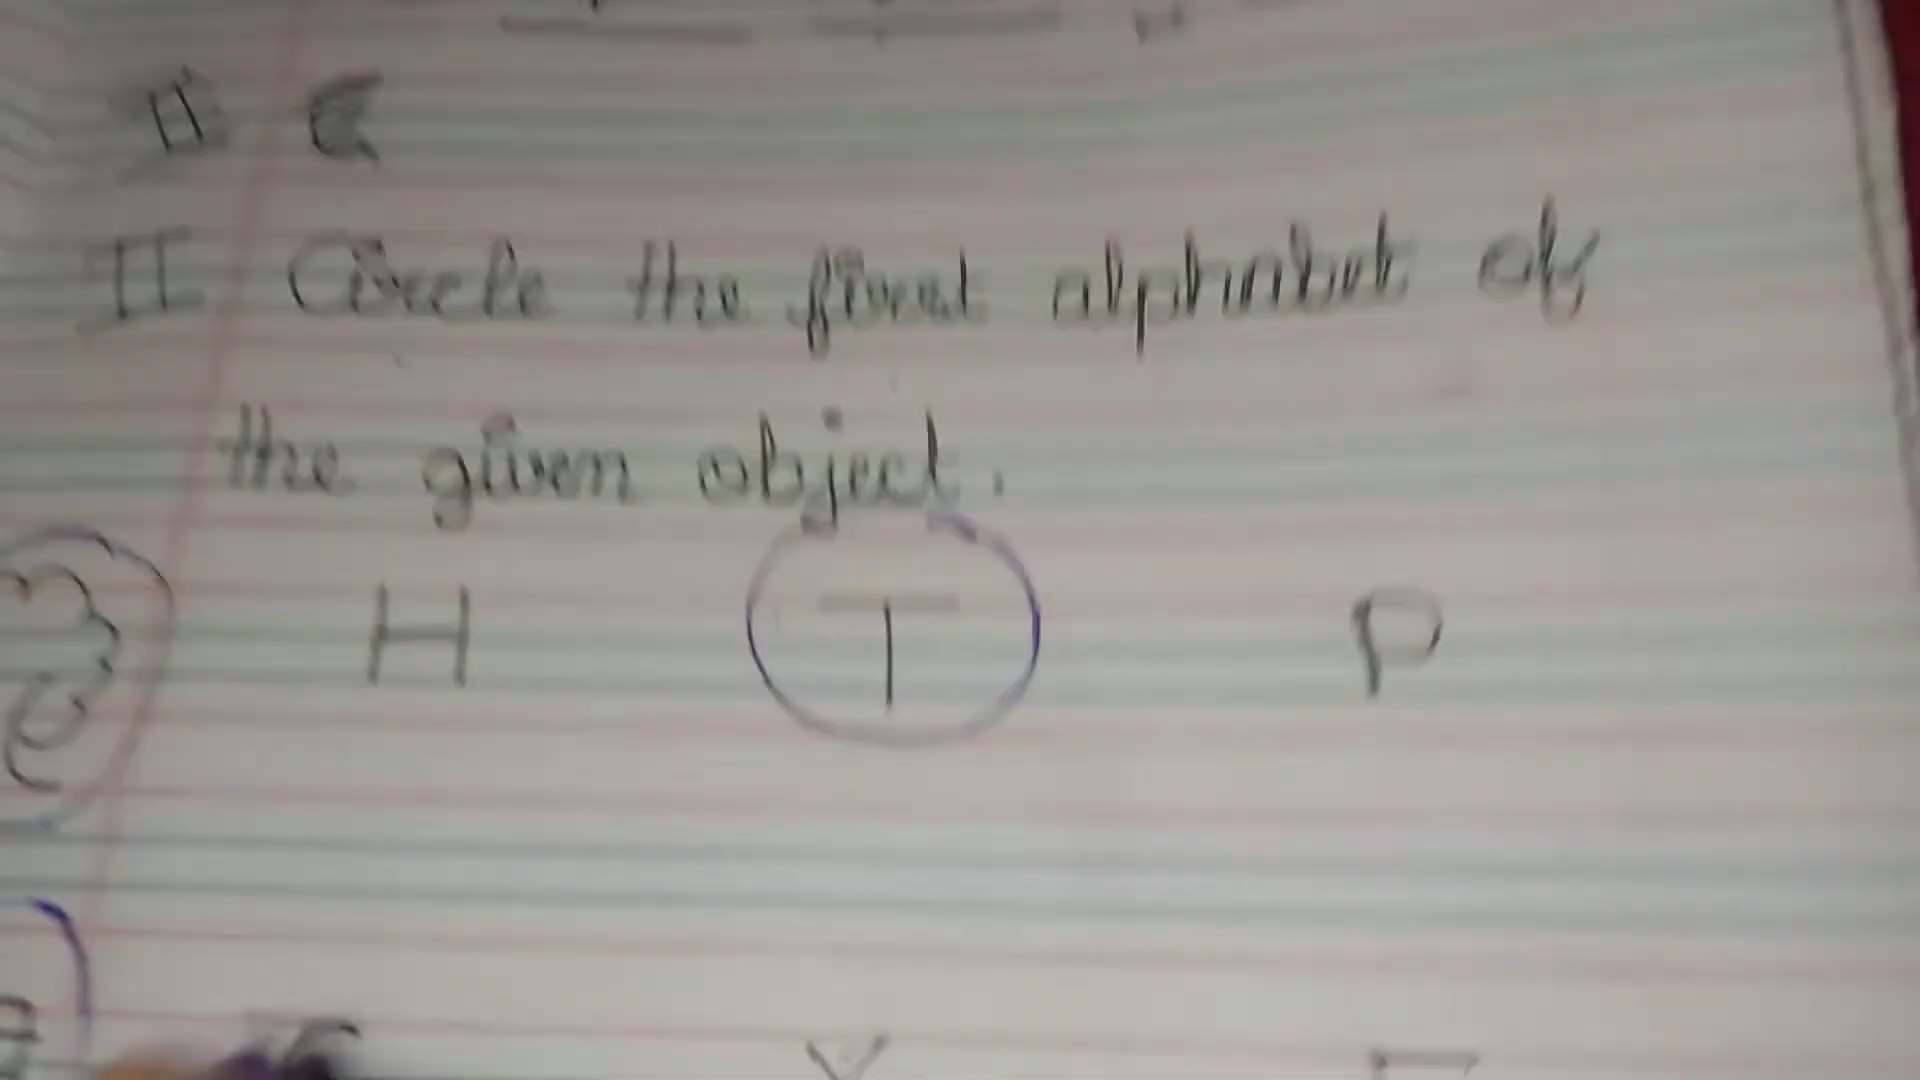 II Circle the first alphabet of
the given object.
H T P